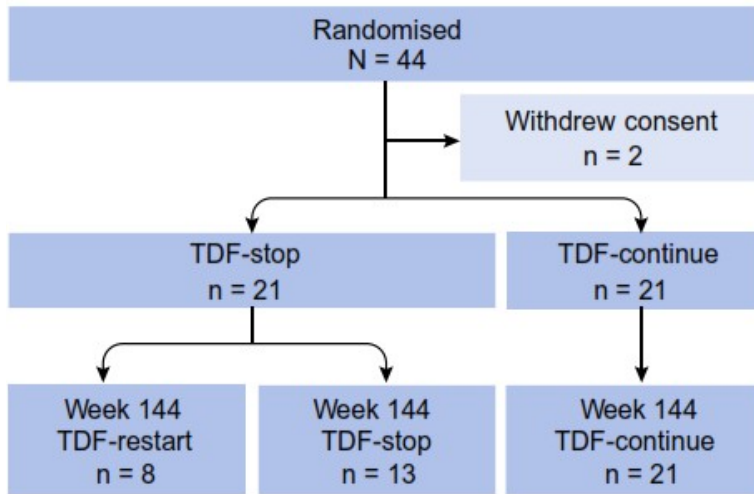 Randomised
N = 44
Withdrew consent
n = 2
TDF-stop
n = 21
TDF-continue
n = 21
Week 144
TDF-restart
n = 8
Week 144
TDF-stop
n = 13
Week 144
TDF-continue
n = 21